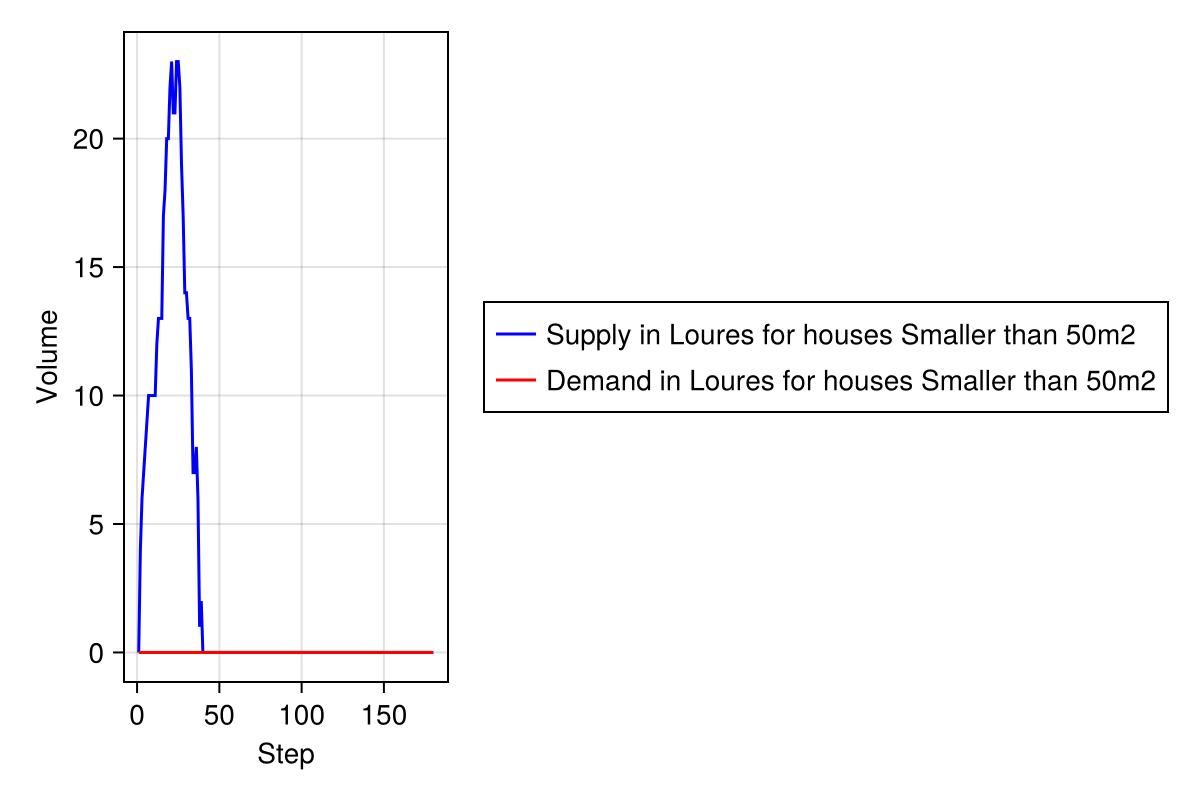 Volume
20
15
10
5
0
0 50 100 150
Step
Supply in Loures for houses Smaller than 50m2
Demand in Loures for houses Smaller than 50m2